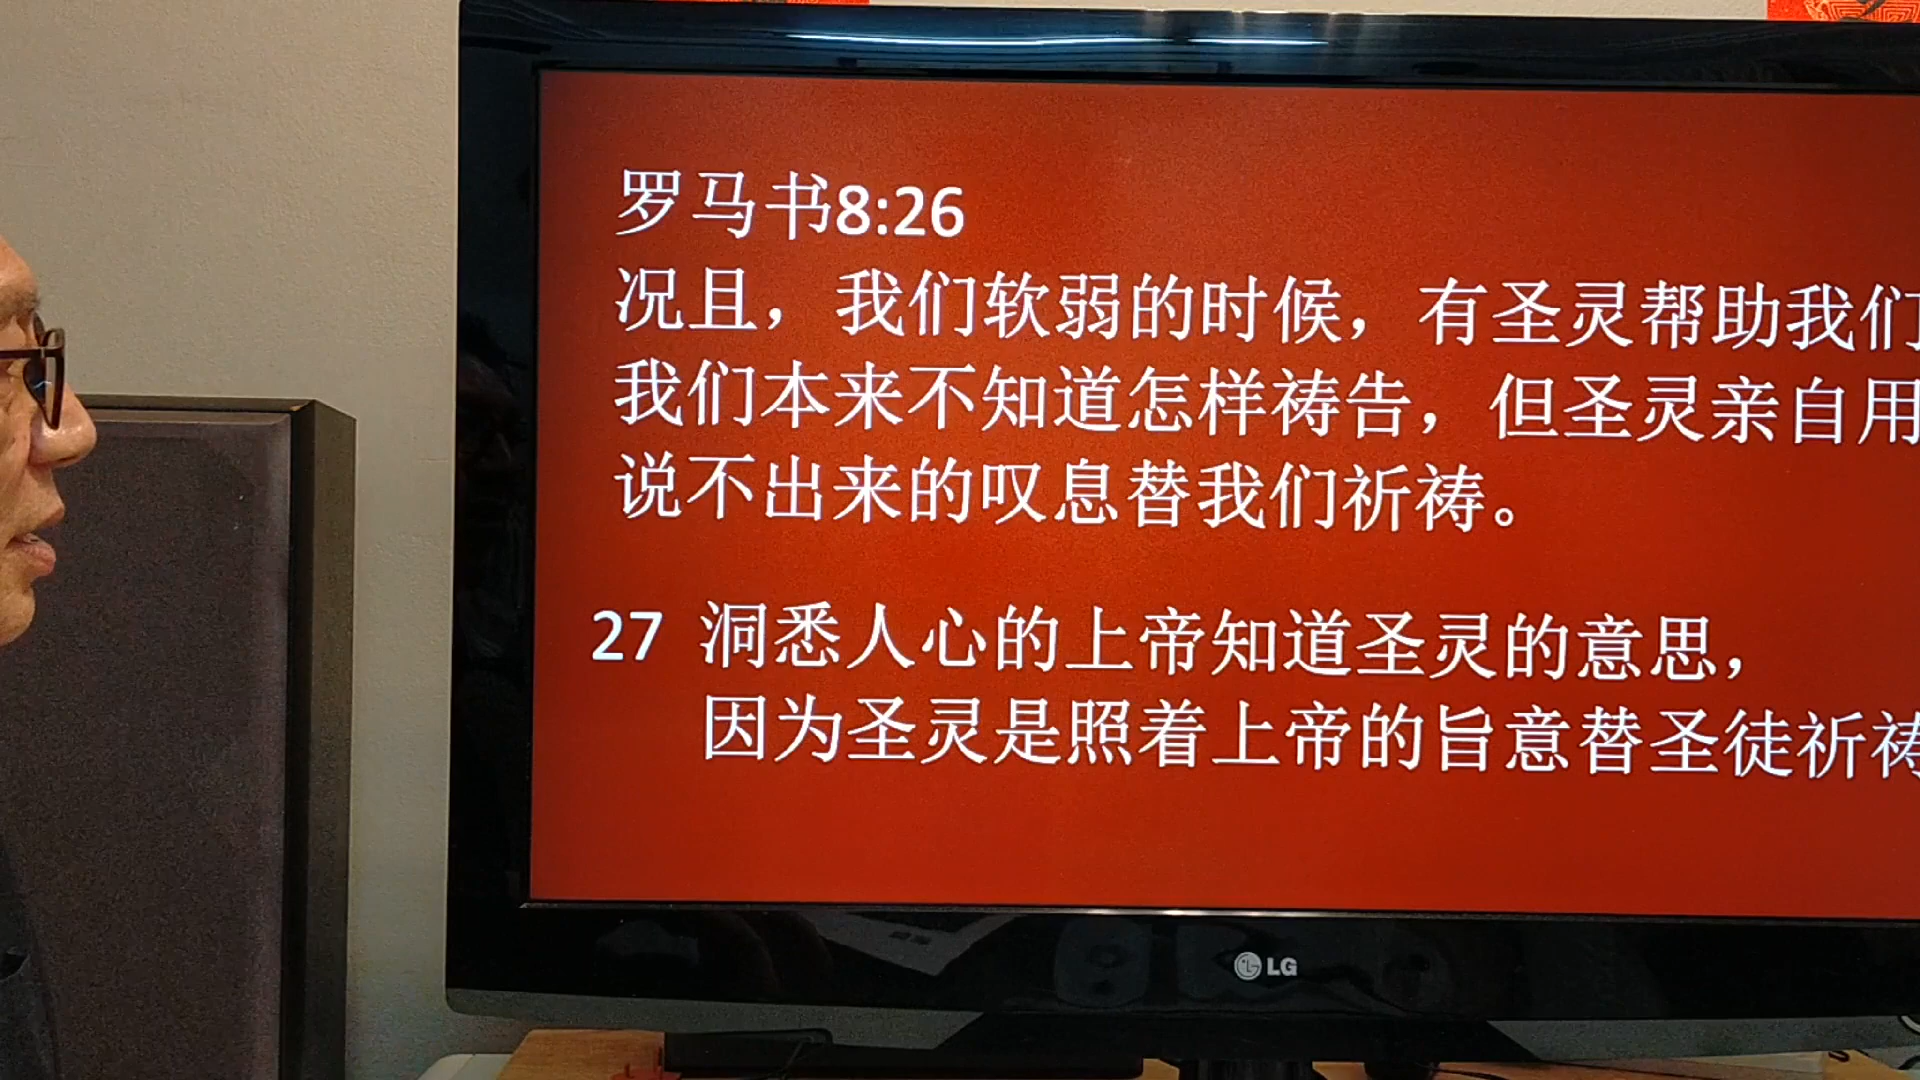 罗马书8:26
况且，我们软弱的时候，有圣灵帮助我们
我们本来不知道怎样祷告，但圣灵亲自用
说不出来的叹息替我们祈祷。
27 洞悉人心的上帝知道圣灵的意思，
因为圣灵是照着上帝的旨意替圣徒祈祷
LG